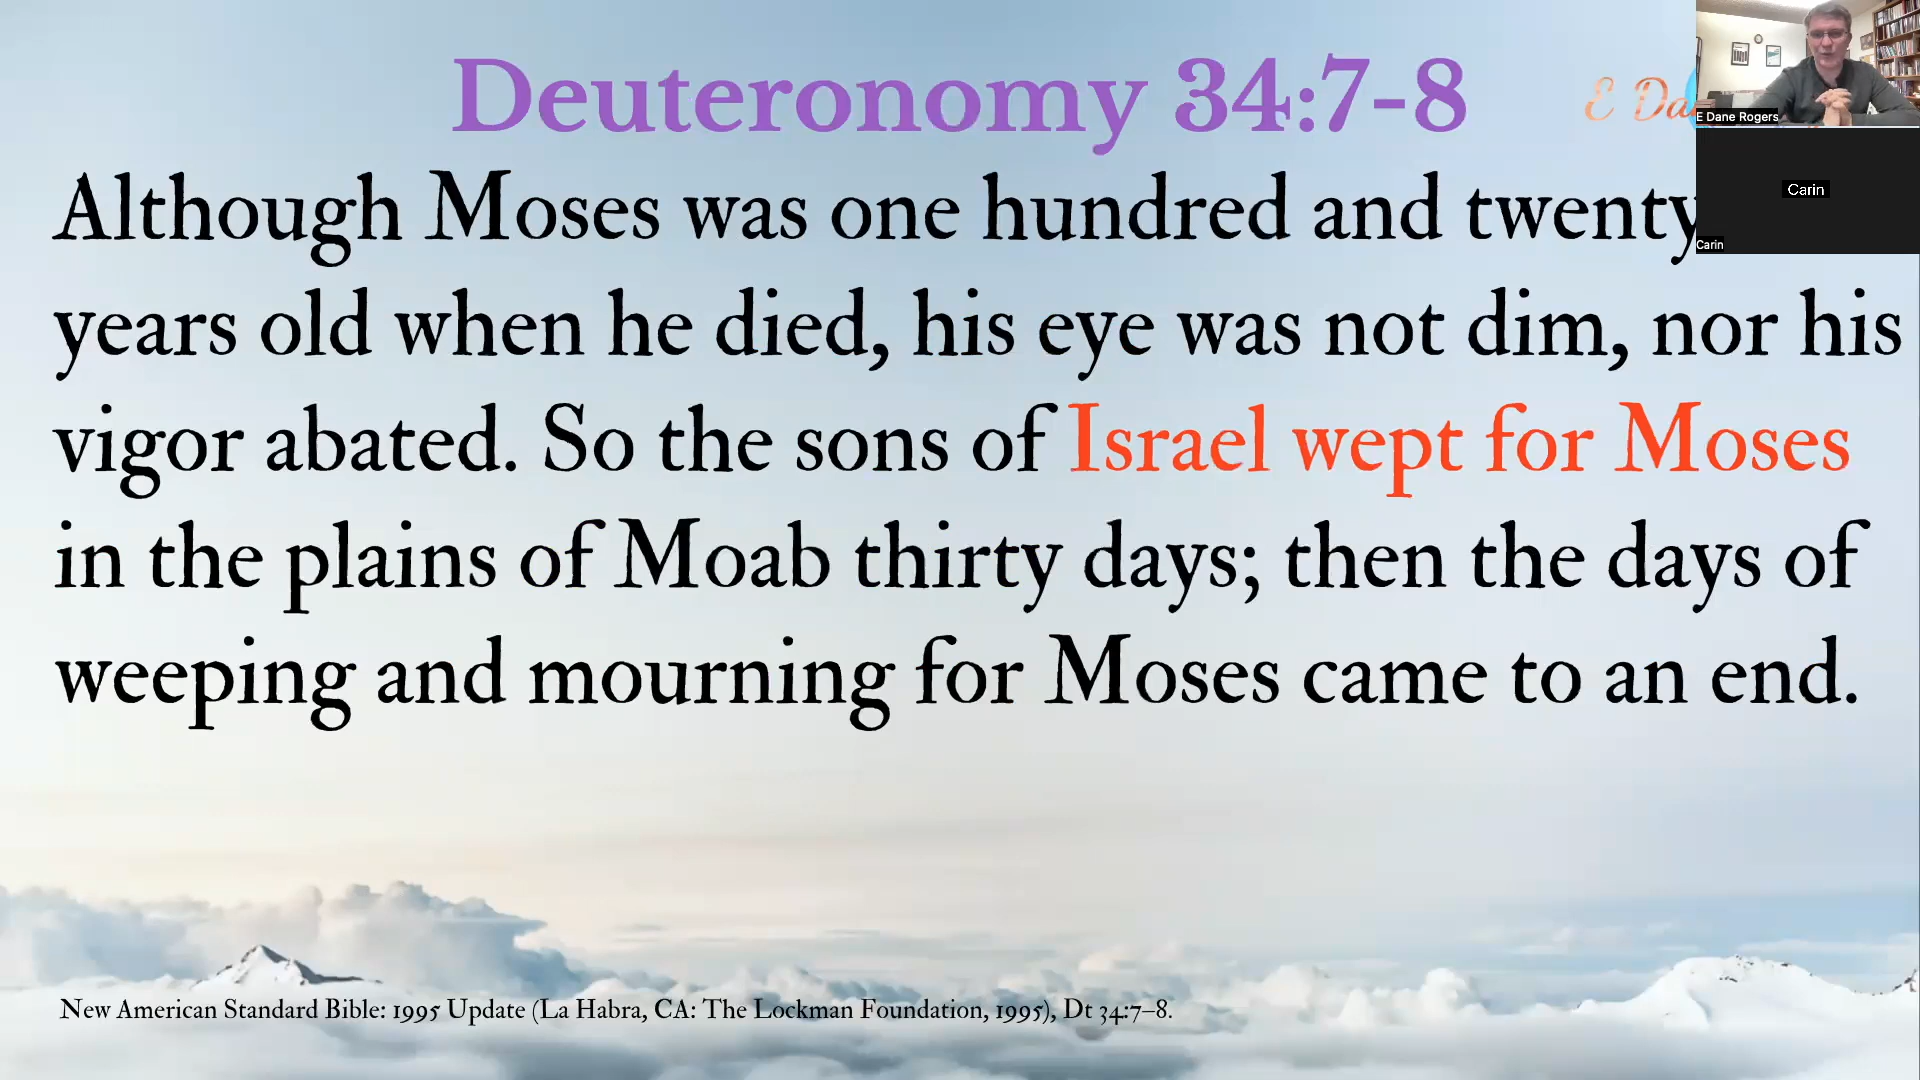 Deuteronomy 34:7-8
E Da
E Dane Rogers
Carin
Carin
Although Moses was one hundred and twenty
years old when he died, his eye was not dim, nor his
vigor abated. So the sons of Israel wept for Moses
in the plains of Moab thirty days; then the days of
weeping and mourning for Moses came to an end.
New American Standard Bible: 1995 Update (La Habra, CA: The Lockman Foundation, 1995), Dt 34:7–8.